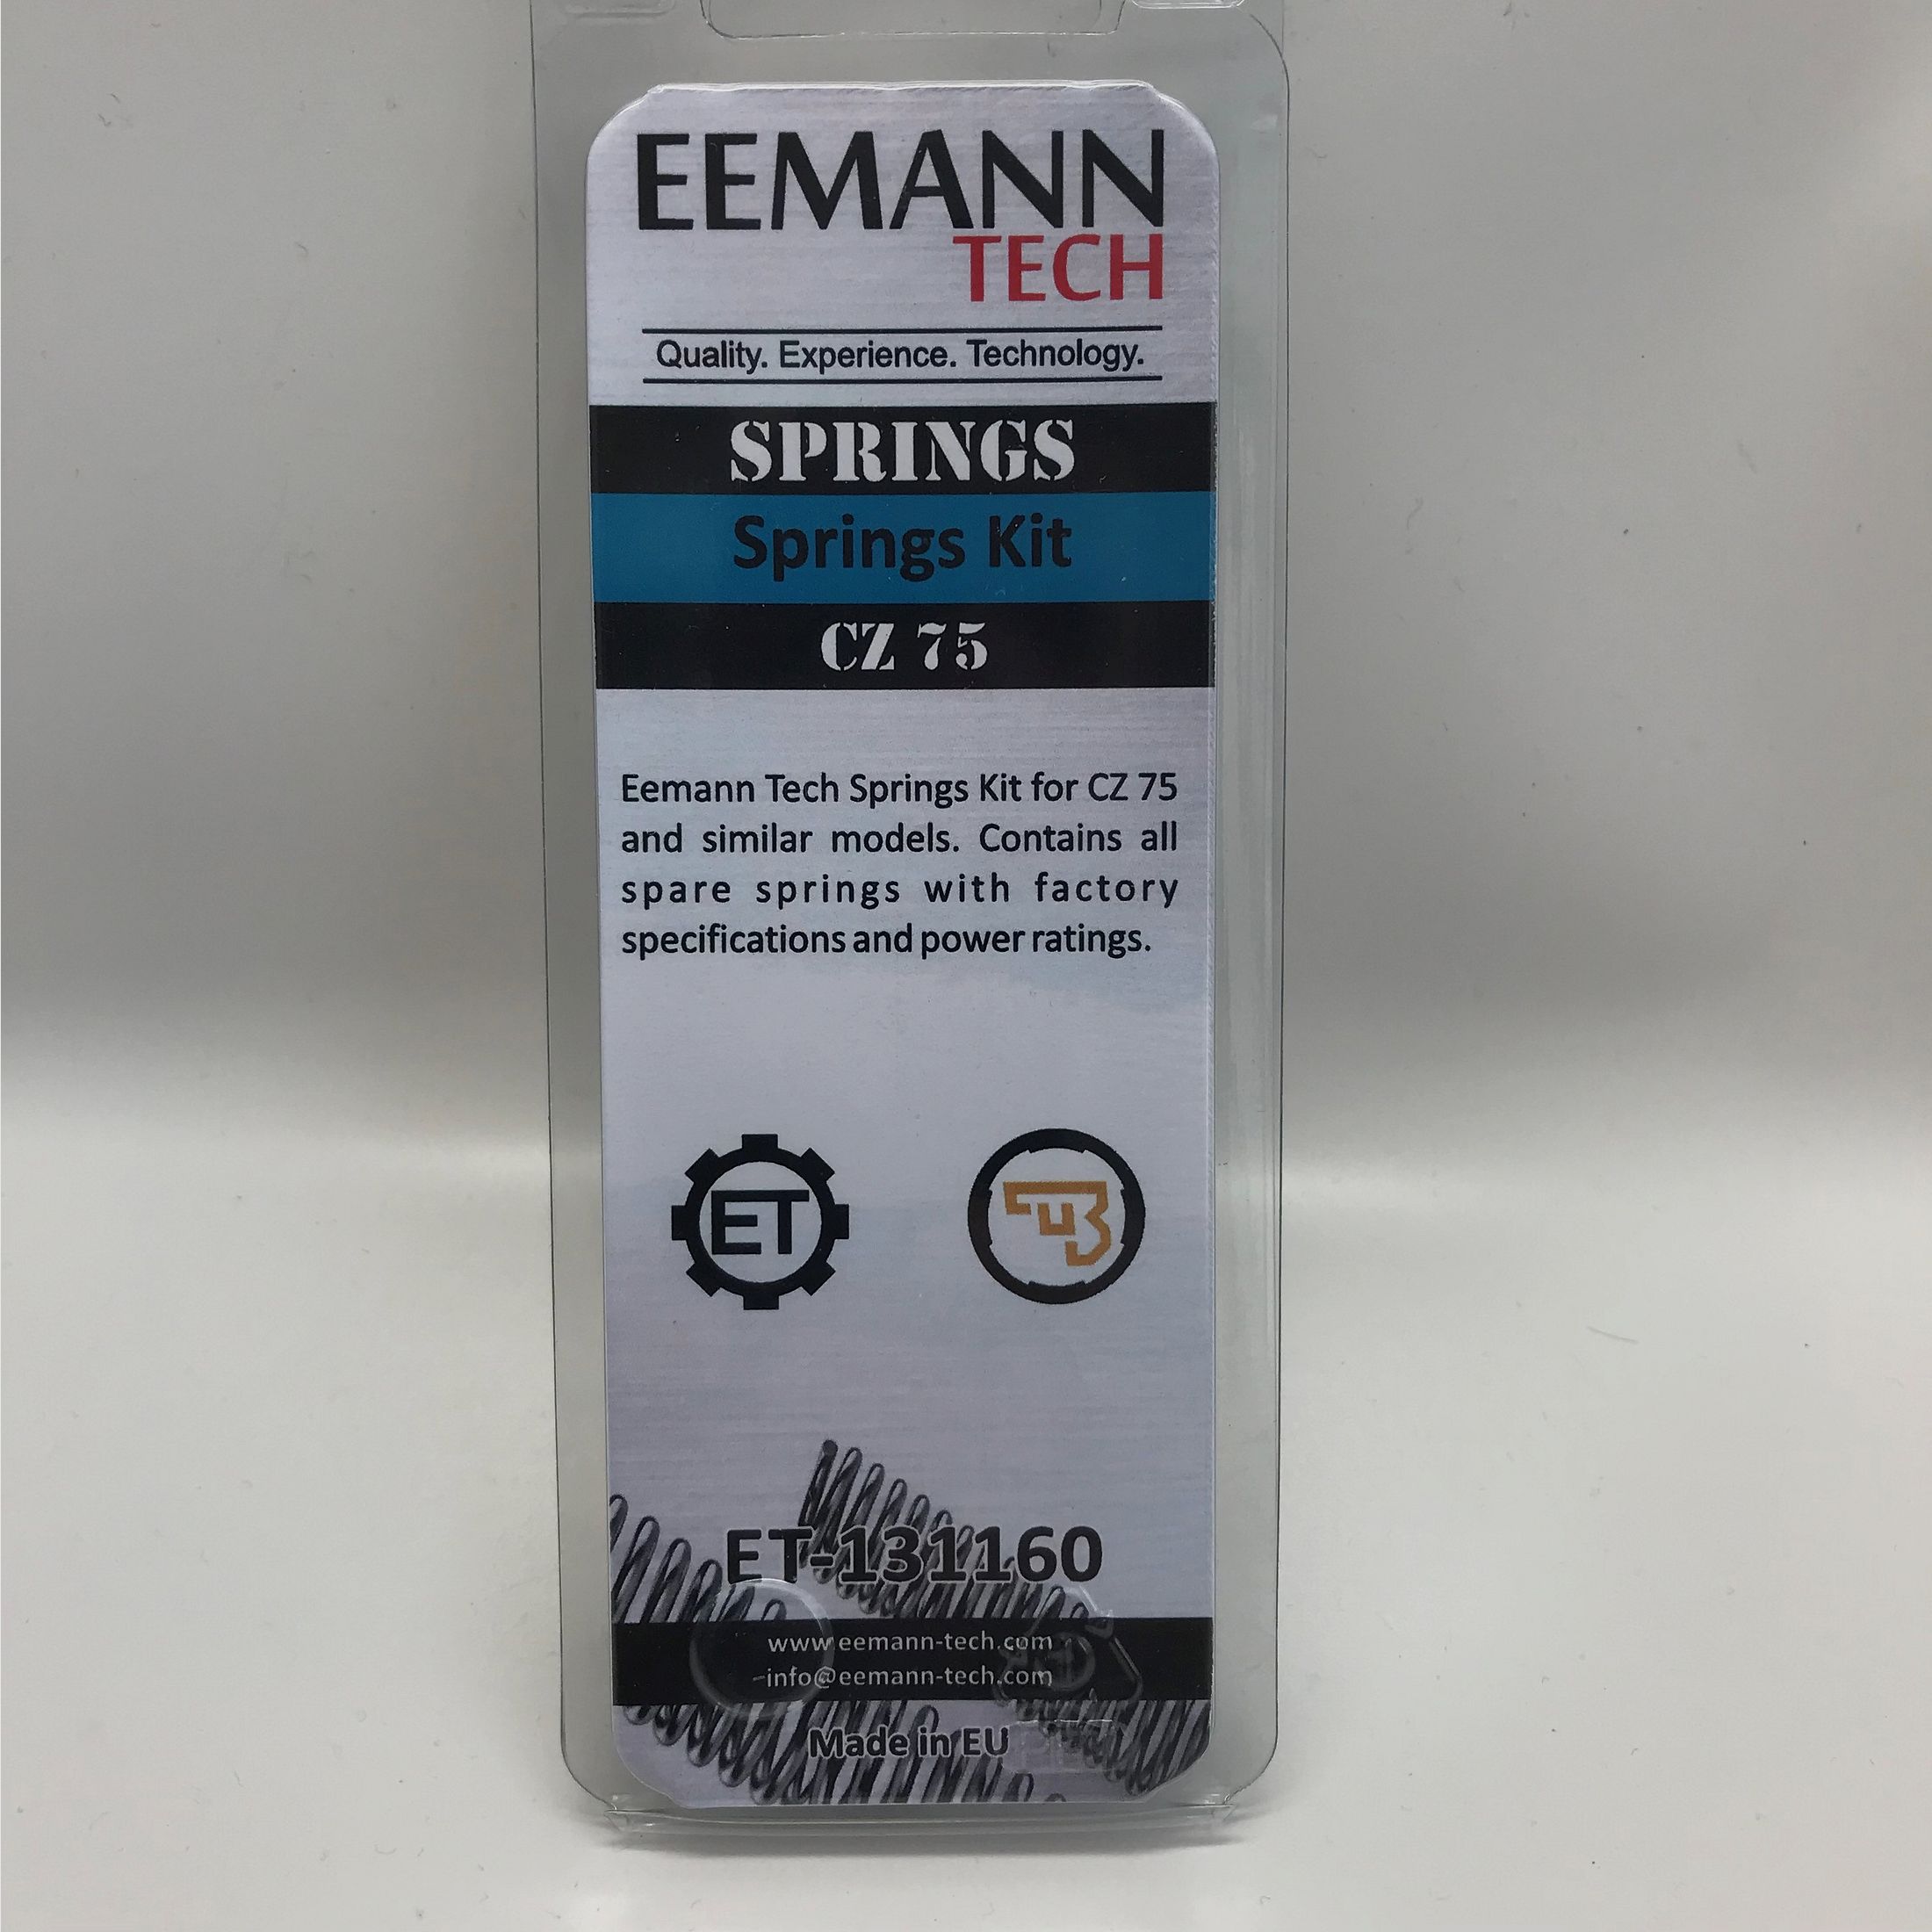 EEMANN
TECH
Quality. Experience. Technology.
SPRINGS
Springs Kit
CZ 75
Eemann Tech Springs Kit for CZ 75
and similar models. Contains all
spare springs with factory
specifications and power ratings.
ET
ET-131160
www.eemann-tech.com
info@eemann-tech.com
Made in EU